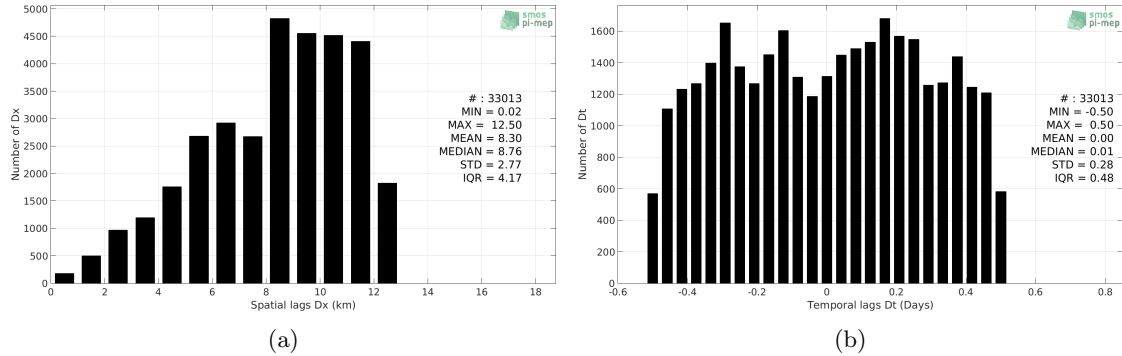 smos
pi-mep
5000
4500
4000
3500
3000
2500
2000
1500
1000
500
0
Number of Dx
# : 33013
MIN = 0.02
MAX = 12.50
MEAN = 8.30
MEDIAN = 8.76
STD = 2.77
IQR = 4.17
0 2 4 6 8 10 12 14 16 18
Spatial lags Dx (km)
(a)
smos
pi-mep
1600
1400
1200
1000
800
600
400
200
0
Number of Dt
# : 33013
MIN = -0.50
MAX = 0.50
MEAN = 0.00
MEDIAN = 0.01
STD = 0.28
IQR = 0.48
-0.6 -0.4 -0.2 0 0.2 0.4 0.6 0.8
Temporal lags Dt (Days)
(b)